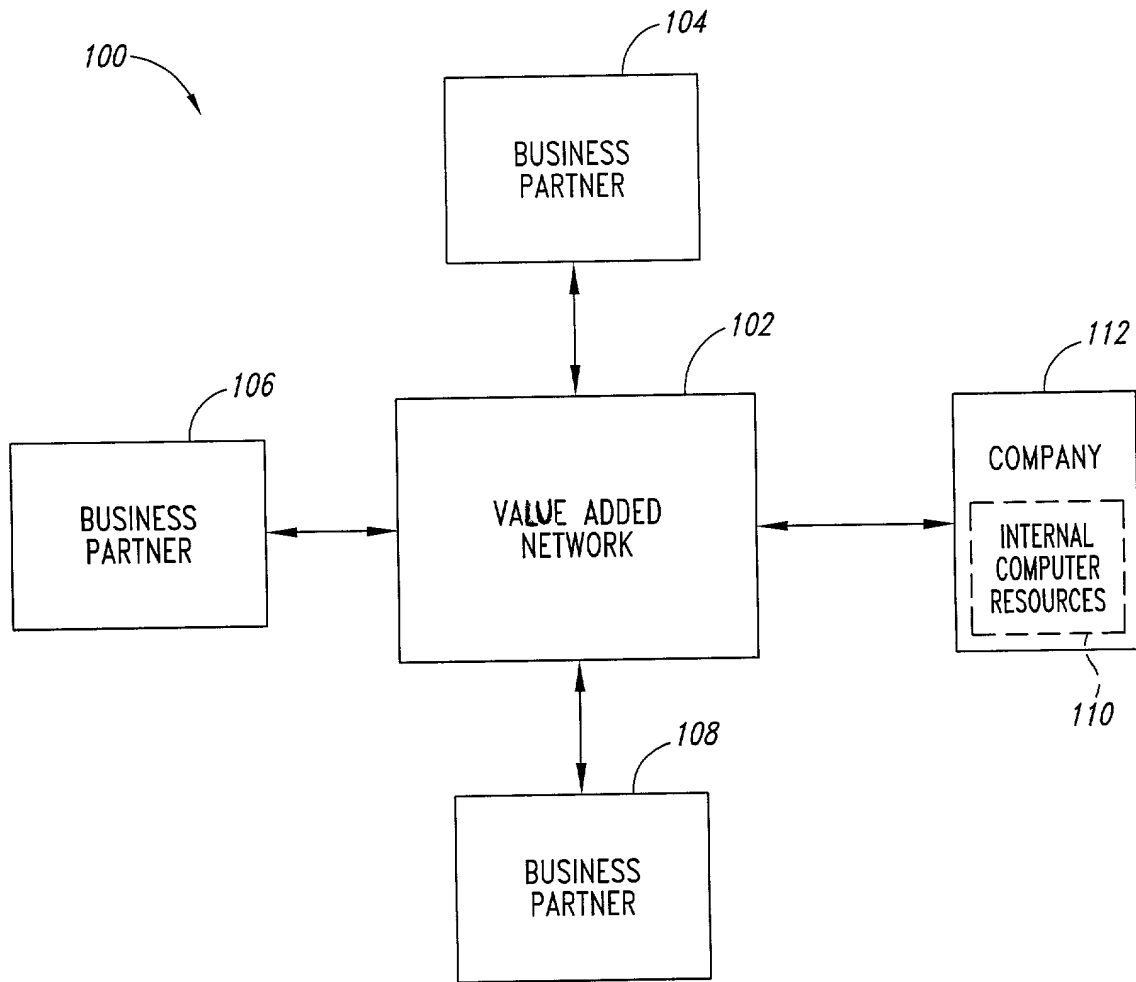 100
104
BUSINESS
PARTNER
102
112
106
COMPANY
BUSINESS
PARTNER
VALUE ADDED
NETWORK
INTERNAL
COMPUTER
RESOURCES
110
108
BUSINESS
PARTNER